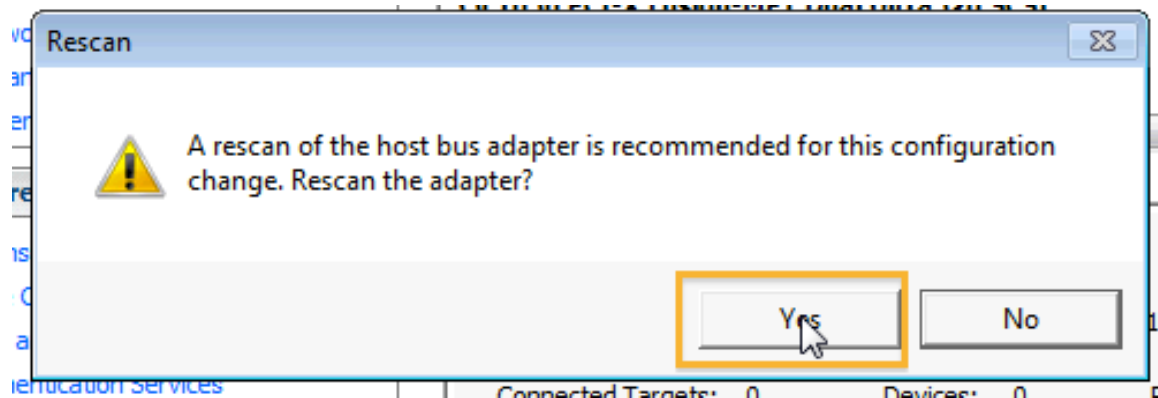 Rescan
A rescan of the host bus adapter is recommended for this configuration
change. Rescan the adapter?
Yes
No
Services
Connected Targets: 0 Devices: 0